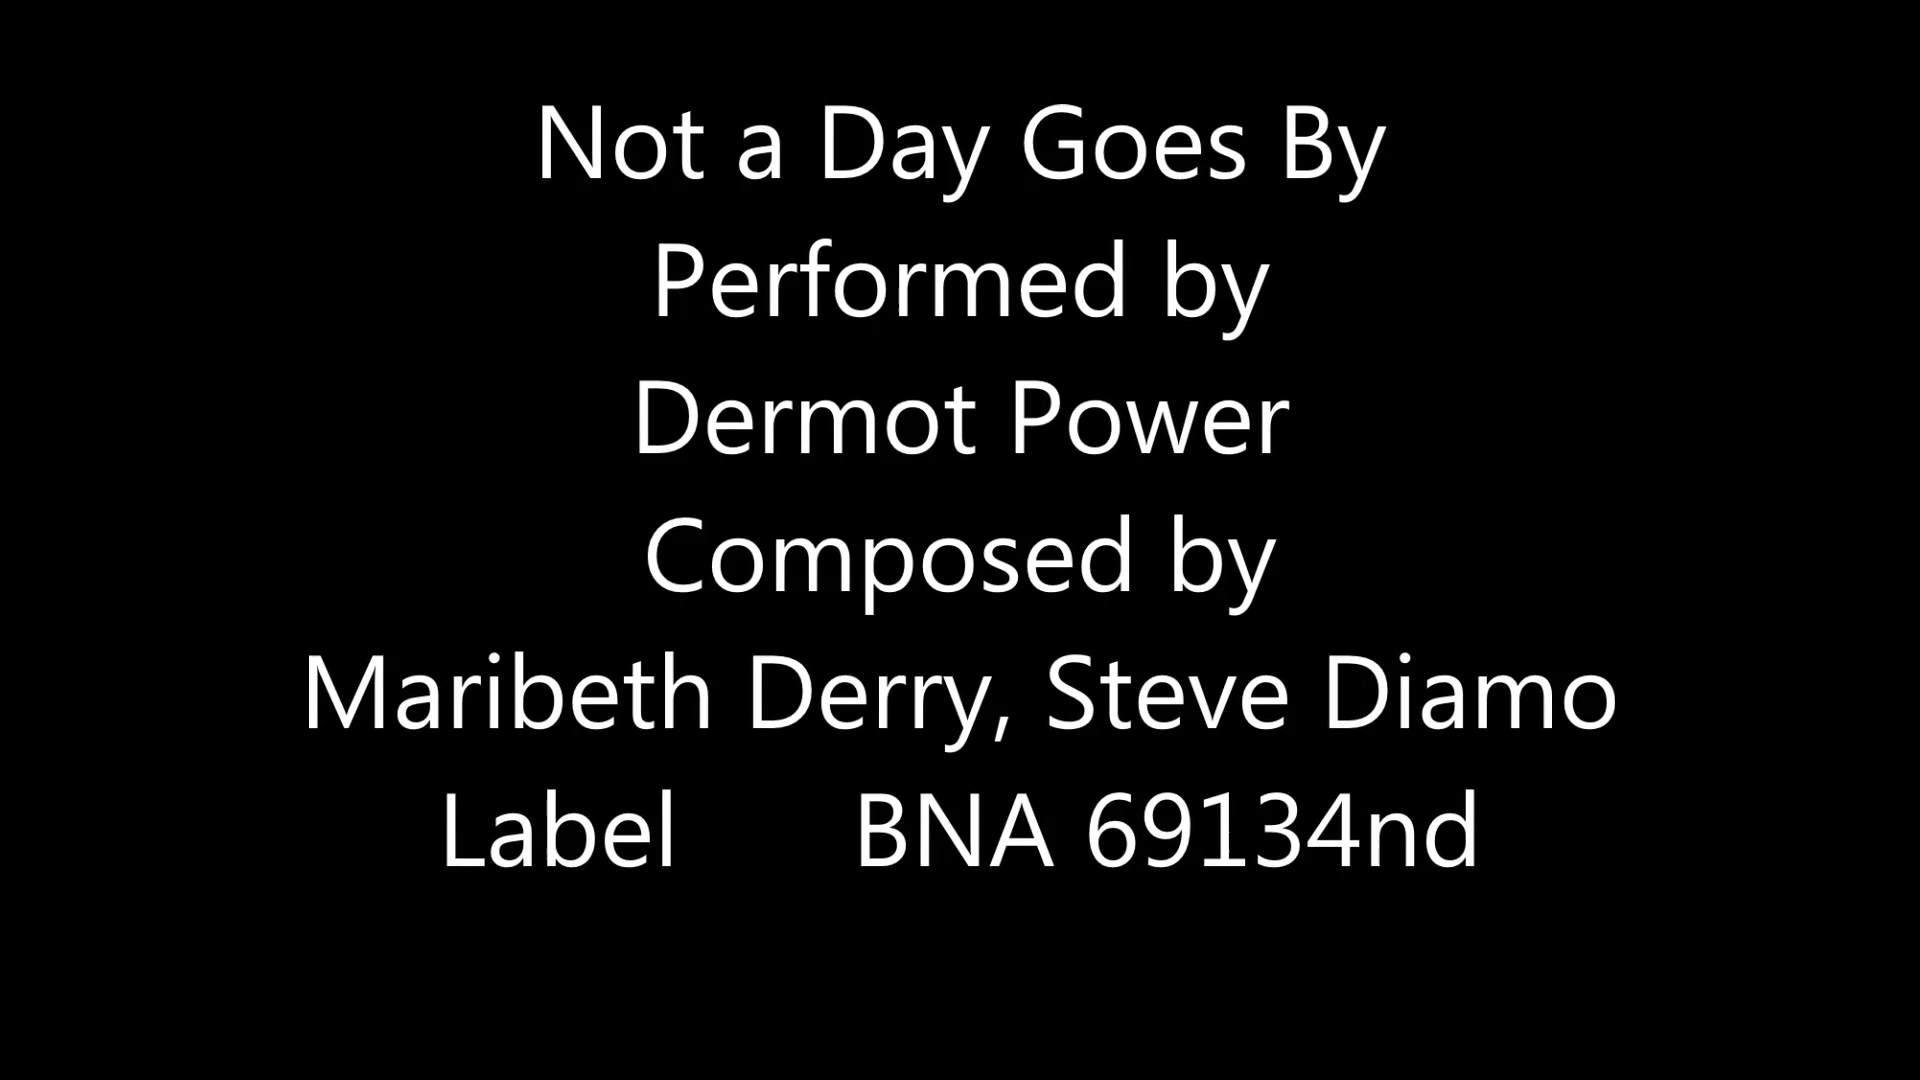 Not a Day Goes By
Performed by
Dermot Power
Composed by
Maribeth Derry, Steve Diamo
Label BNA 69134nd